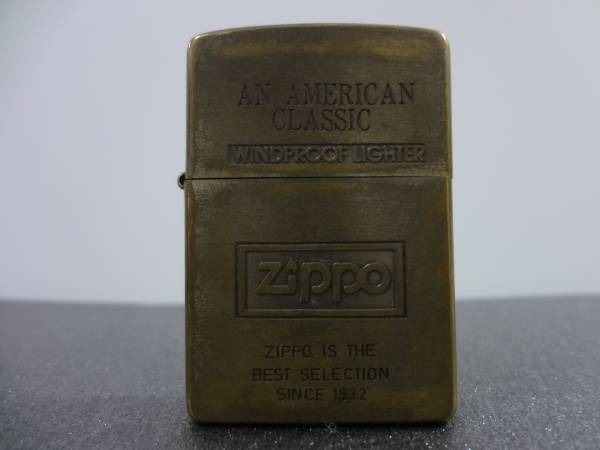 AN AMERICAN
CLASSIC
WINDPROOF LIGHTER
Zippo
ZIPPO IS THE
BEST SELECTION
SINCE 1932